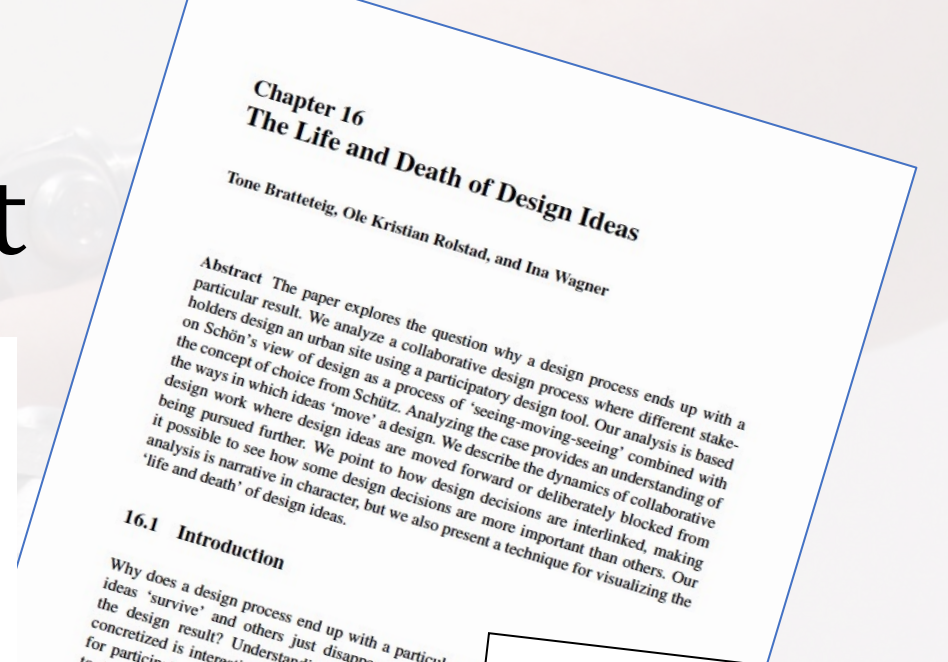 t
Chapter 16
The Life and Death of Design Ideas
Tone Bratteteig, Ole Kristian Rolstad, and Ina Wagner
Abstract The paper explores the question why a design process ends up with a
particular result. We analyze a collaborative design process where different stake-
holders design an urban site using a participatory design tool. Our analysis is based
on Schön's view of design as a process of 'seeing-moving-seeing' combined with
the concept of choice from Schütz. Analyzing the case provides an understanding of
the ways in which ideas 'move' a design. We describe the dynamics of collaborative
design work where design ideas are moved forward or deliberately blocked from
being pursued further. We point to how design decisions are interlinked, making
it possible to see how some design decisions are more important than others. Our
analysis is narrative in character, but we also present a technique for visualizing the
'life and death' of design ideas.
16.1 Introduction
Why does a design process end up with a particul
ideas 'survive' and others just disapp
the design result? Understandi
concretized is interes
for particip